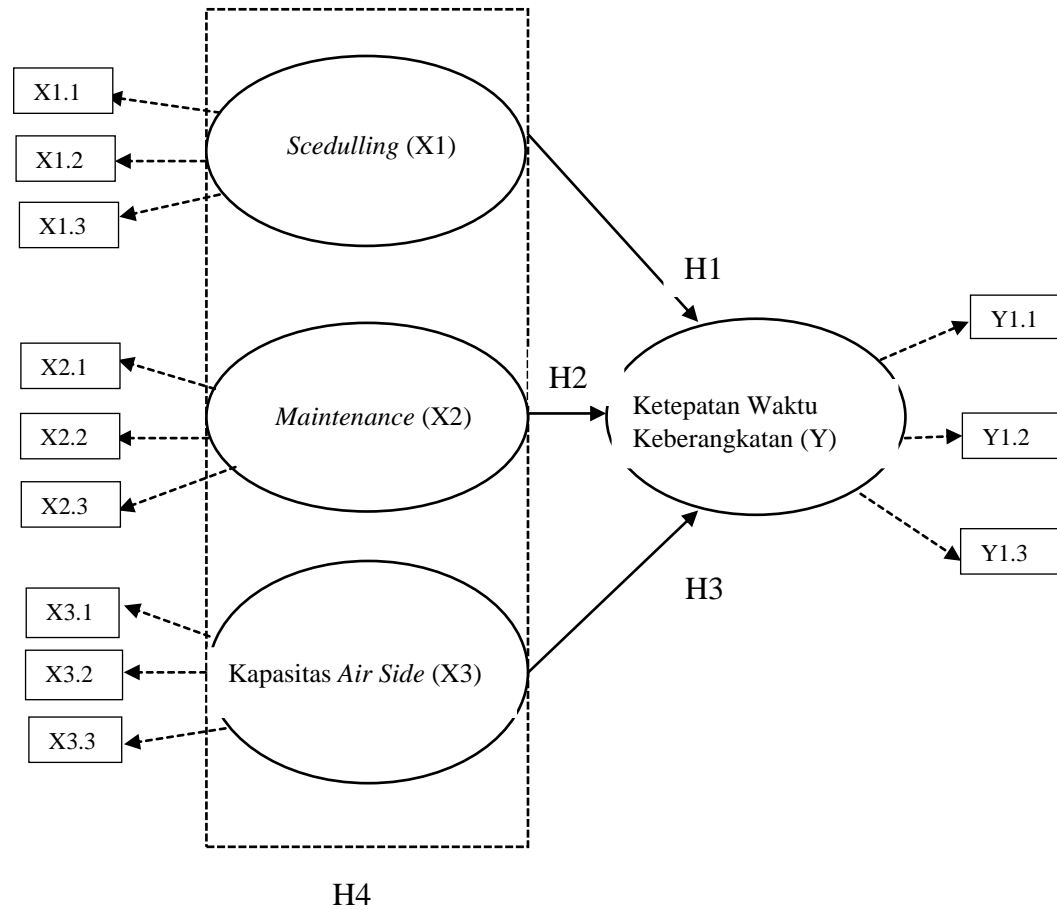 X1.1
X1.2
X1.3
Scedulling (X1)
H1
X2.1
X2.2
X2.3
Maintenance (X2)
H2
Ketepatan Waktu
Keberangkatan (Y)
Y1.1
Y1.2
Y1.3
X3.1
X3.2
X3.3
Kapasitas Air Side (X3)
H3
H4